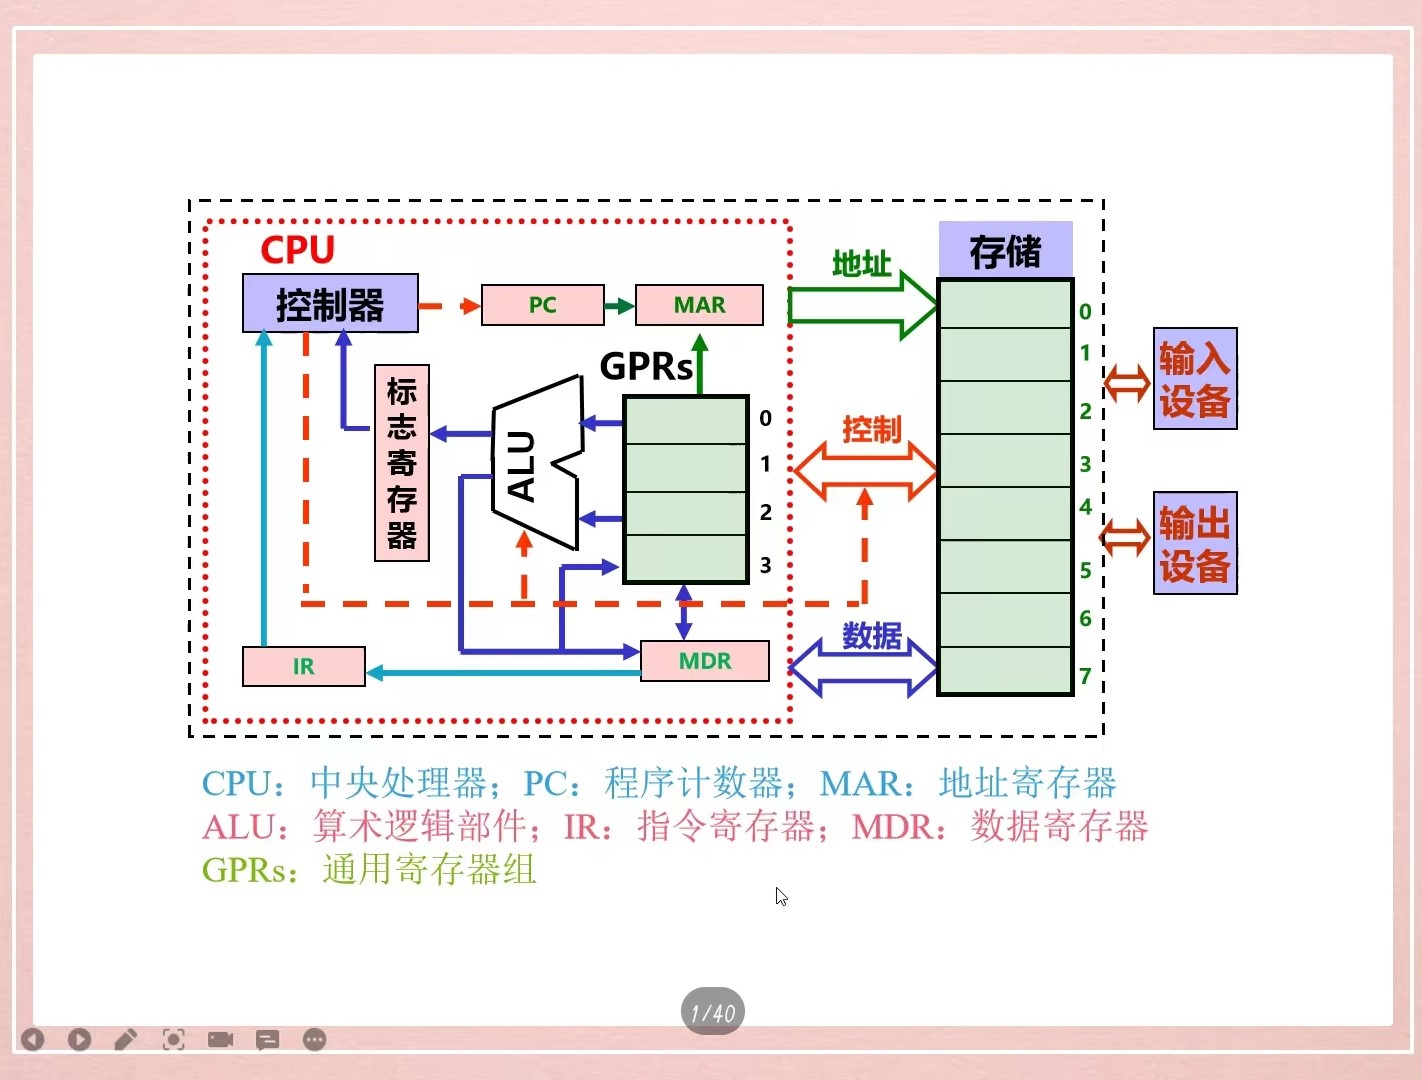 CPU
存储
地址
控制器
PC
MAR
0
1
2
3
4
5
6
7
输入
设备
GPRs
标志寄存器
ALU
0
1
2
3
控制
输出
设备
数据
IR
MDR
CPU：中央处理器；PC：程序计数器；MAR：地址寄存器
ALU：算术逻辑部件；IR：指令寄存器；MDR：数据寄存器
GPRs：通用寄存器组
1/40